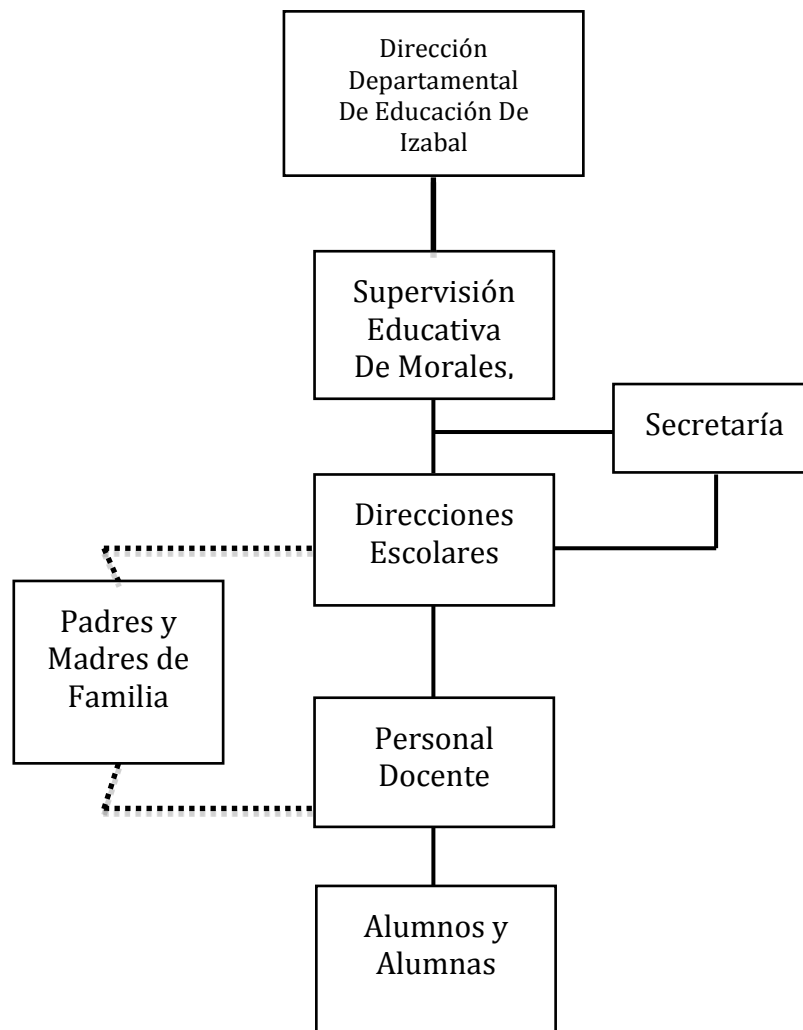 Dirección
Departamental
De Educación De
Izabal
Supervisión
Educativa
De Morales,
Secretaría
Direcciones
Escolares
Padres y
Madres de
Familia
Personal
Docente
Alumnos y
Alumnas